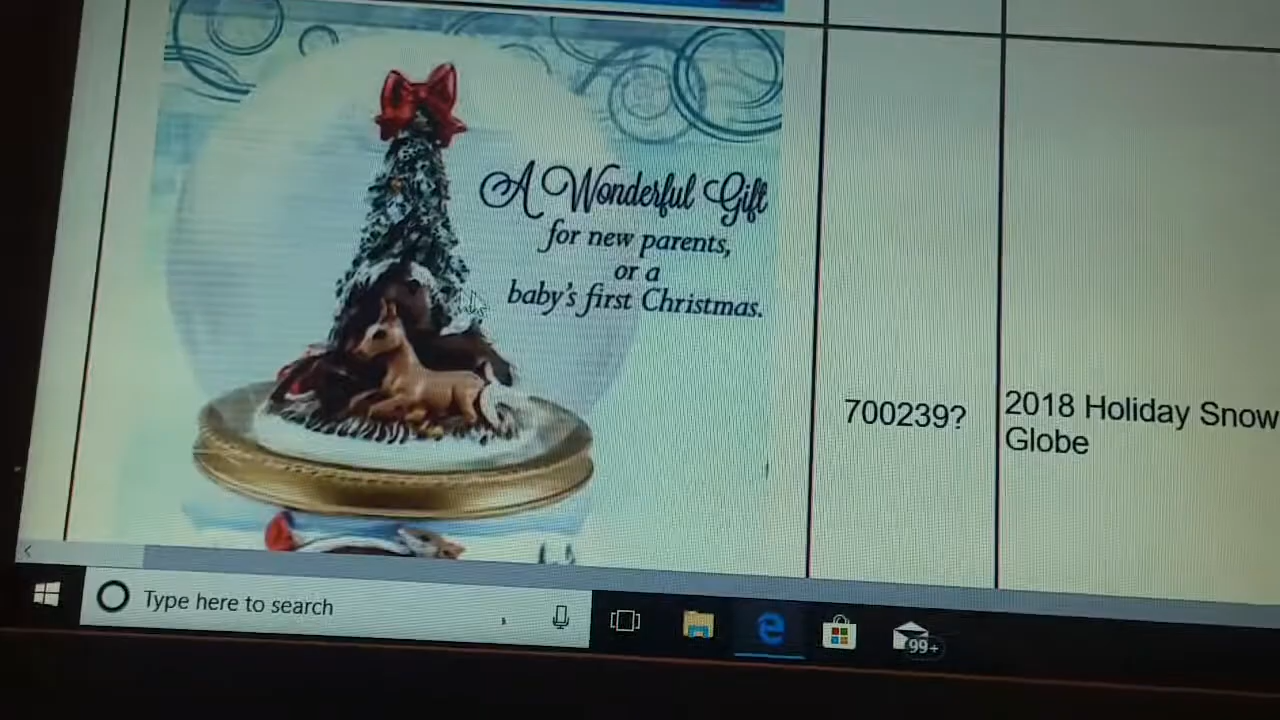 A Wonderful Gift
for new parents,
or a
baby's first Christmas.
700239?
2018 Holiday Snow
Globe
Type here to search
99+